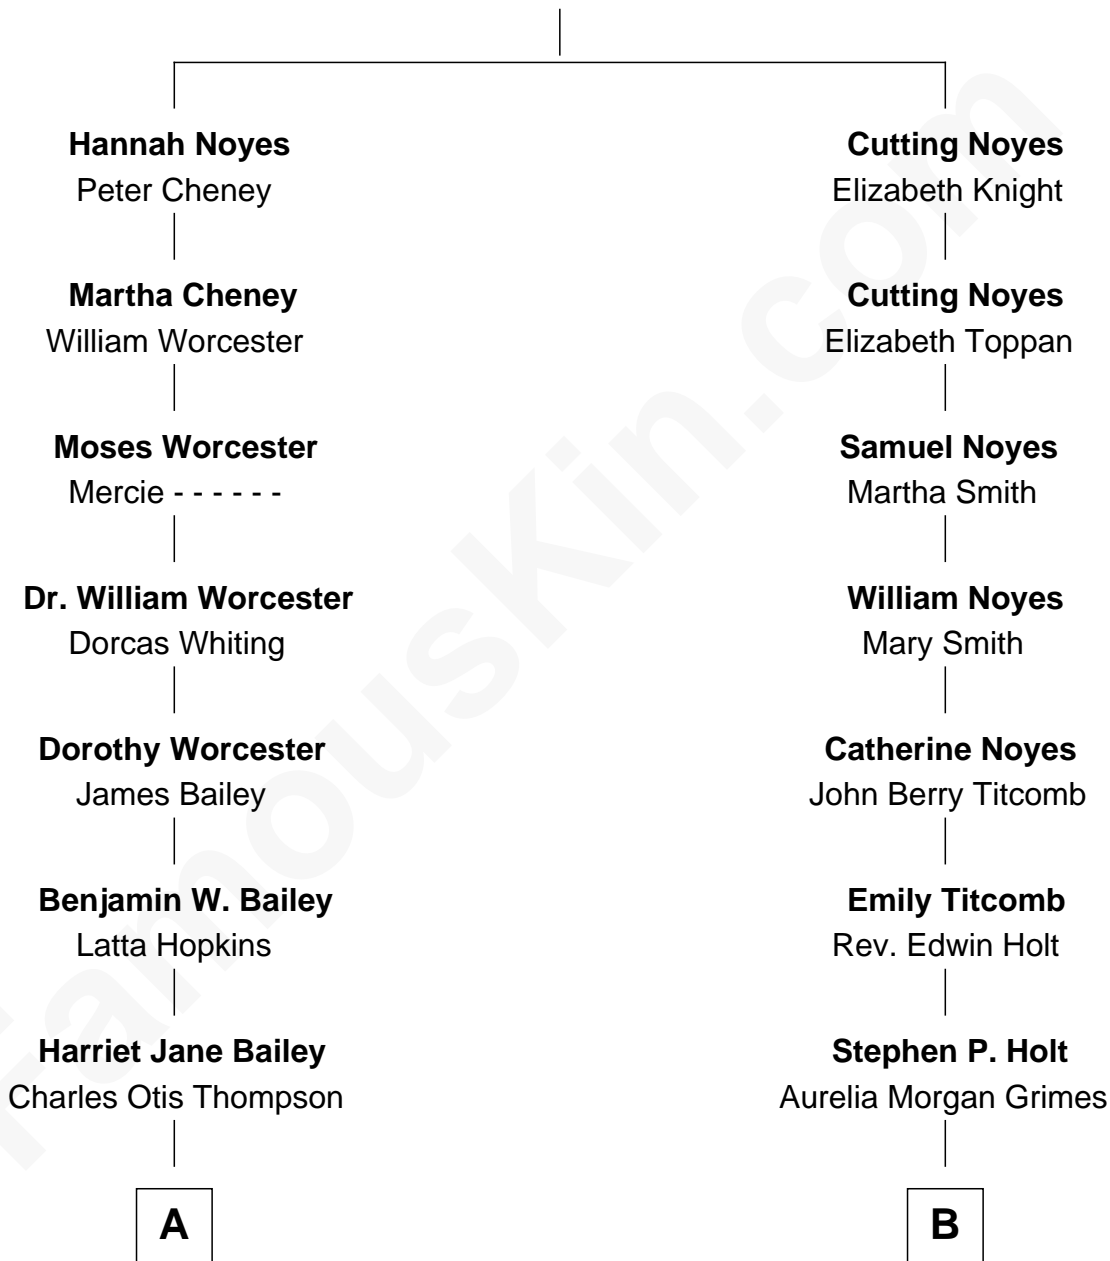 Hannah Noyes
Peter Cheney
Martha Cheney
William Worcester
Moses Worcester
Mercie - - - - - -
Dr. William Worcester
Dorcas Whiting
Dorothy Worcester
James Bailey
Benjamin W. Bailey
Latta Hopkins
Harriet Jane Bailey
Charles Otis Thompson
A
Cutting Noyes
Elizabeth Knight
Cutting Noyes
Elizabeth Toppan
Samuel Noyes
Martha Smith
William Noyes
Mary Smith
Catherine Noyes
John Berry Titcomb
Emily Titcomb
Rev. Edwin Holt
Stephen P. Holt
Aurelia Morgan Grimes
B
FamousKin.com